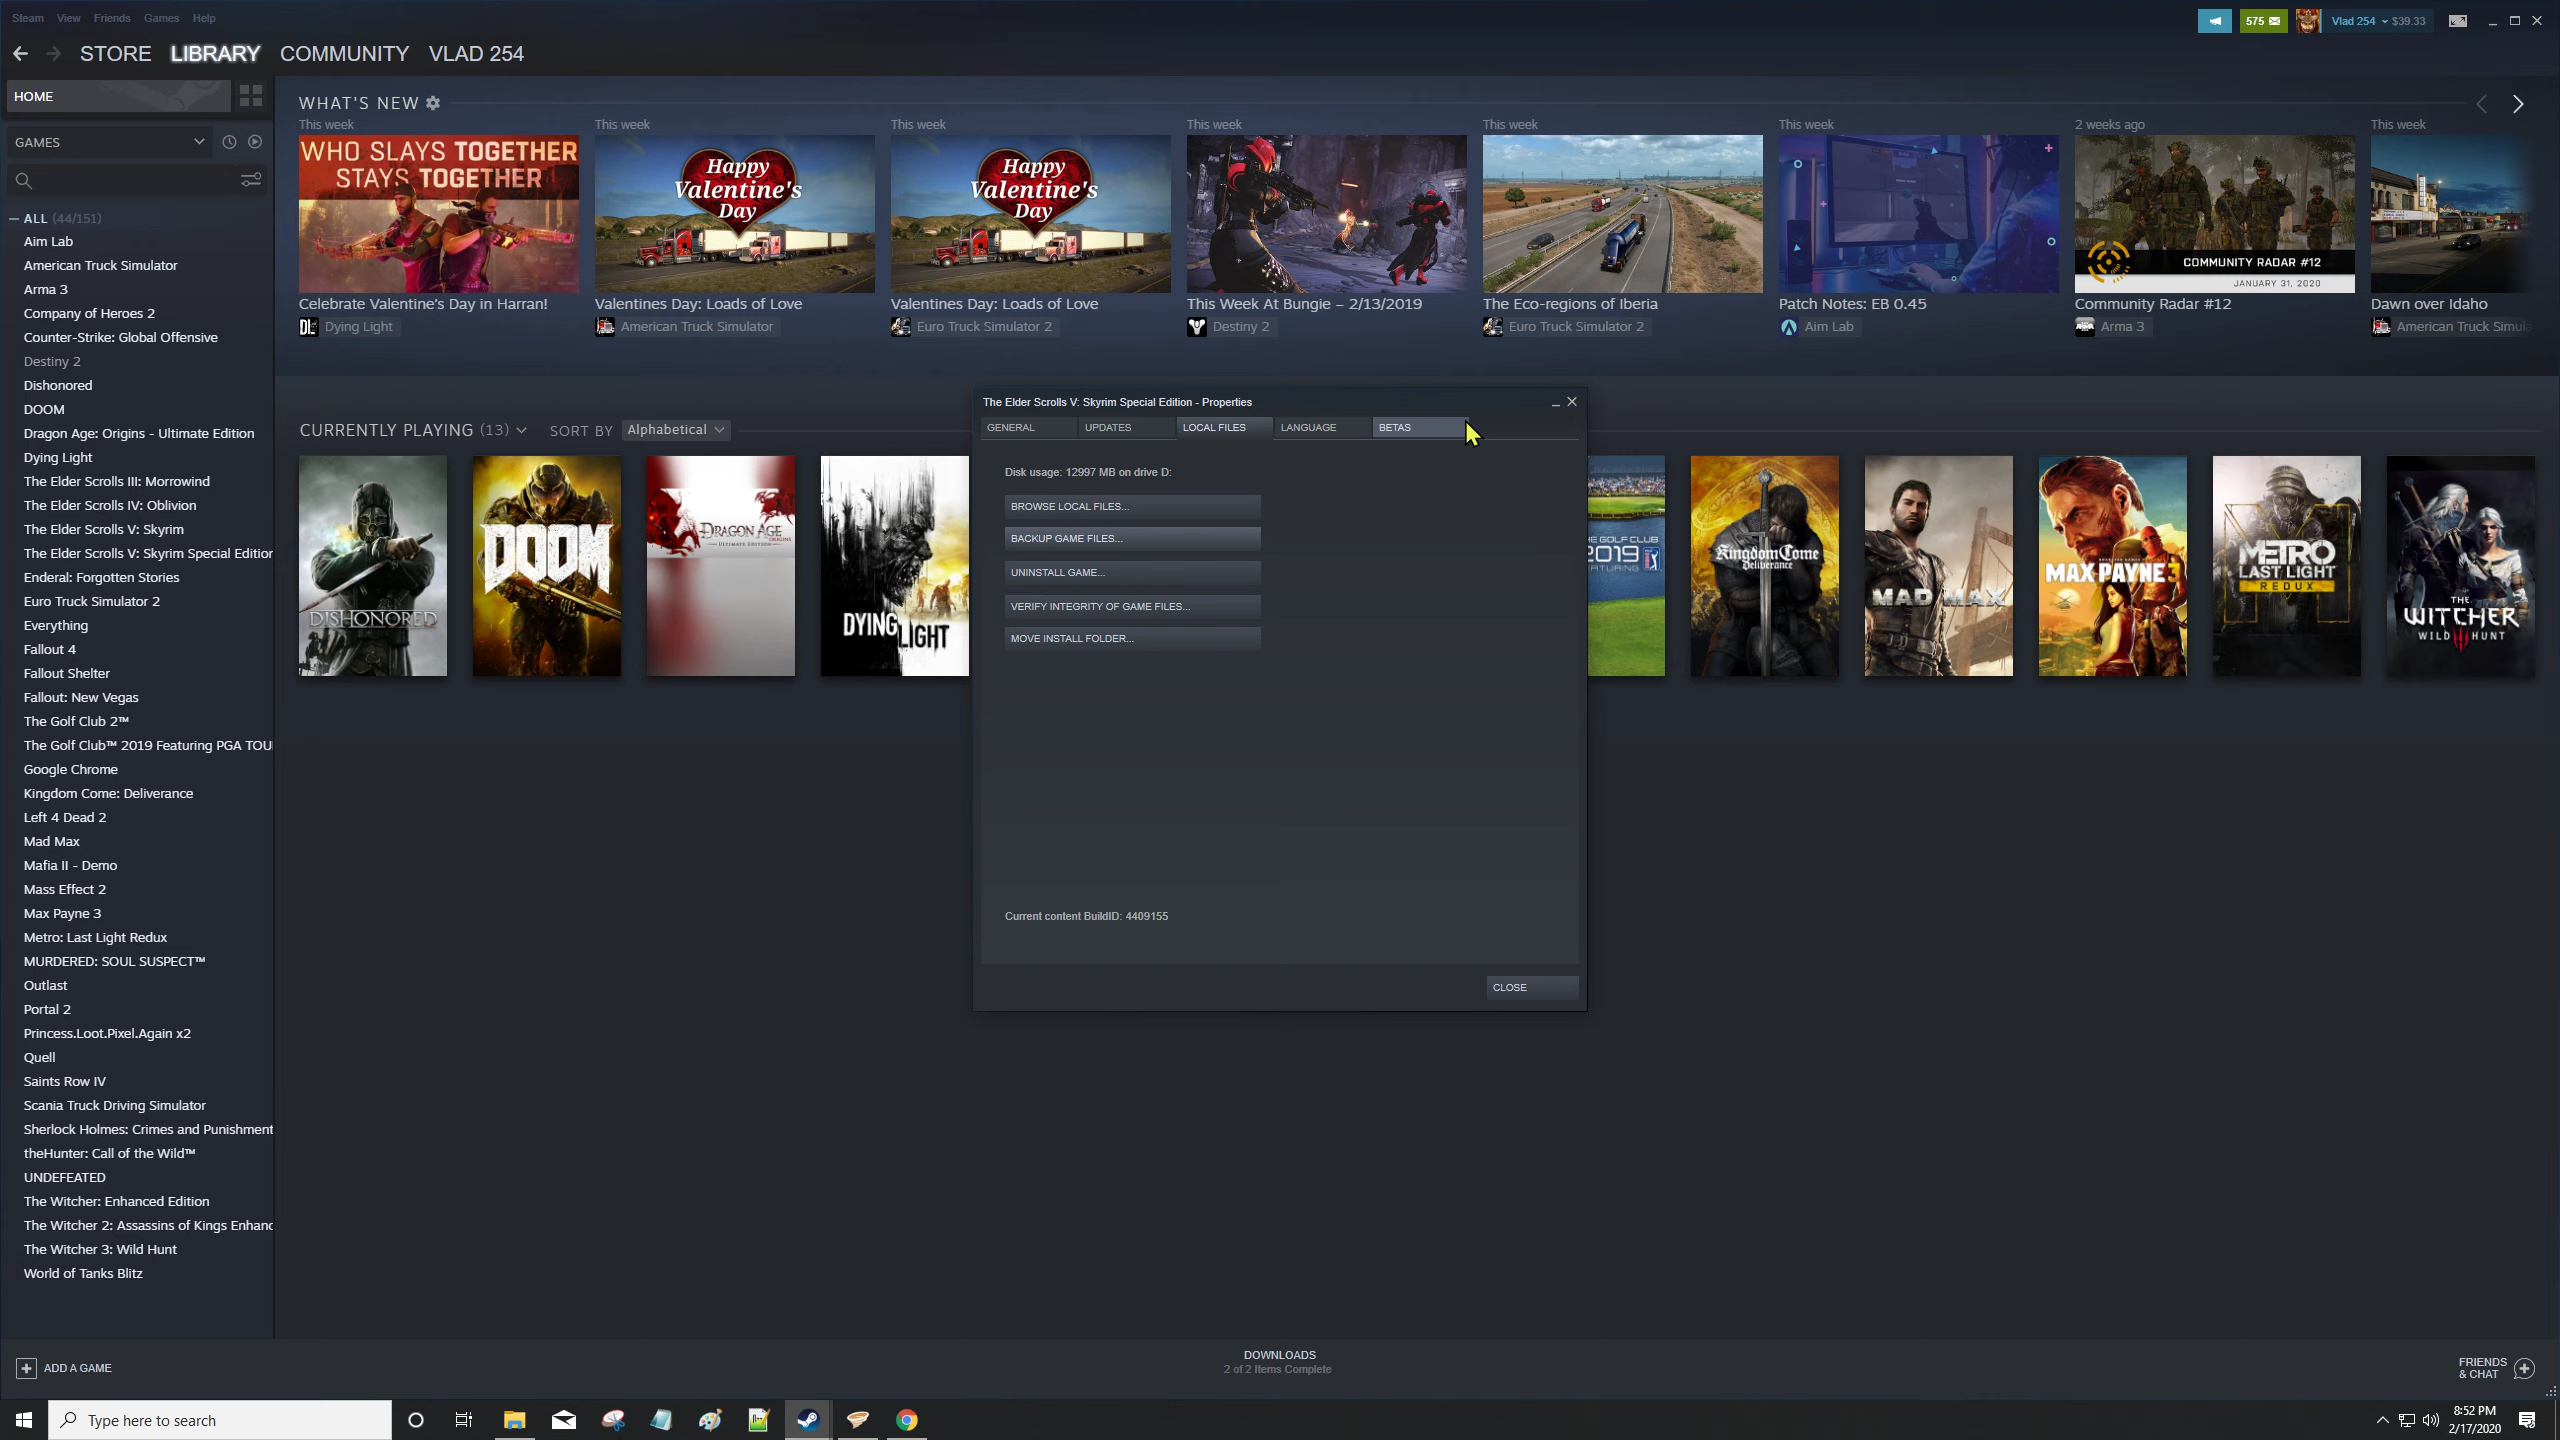 Steam View Friends Games Help
575
Vlad 254 $39.33
STORE LIBRARY COMMUNITY VLAD 254
HOME
GAMES
ALL (44/151)
Aim Lab
American Truck Simulator
Arma 3
Company of Heroes 2
Counter-Strike: Global Offensive
Destiny 2
Dishonored
DOOM
Dragon Age: Origins - Ultimate Edition
Dying Light
The Elder Scrolls III: Morrowind
The Elder Scrolls IV: Oblivion
The Elder Scrolls V: Skyrim
The Elder Scrolls V: Skyrim Special Edition
Enderal: Forgotten Stories
Euro Truck Simulator 2
Everything
Fallout 4
Fallout Shelter
Fallout: New Vegas
The Golf Club 2™
The Golf Club™ 2019 Featuring PGA TOU
Google Chrome
Kingdom Come: Deliverance
Left 4 Dead 2
Mad Max
Mafia II - Demo
Mass Effect 2
Max Payne 3
Metro: Last Light Redux
MURDERED: SOUL SUSPECT™
Outlast
Portal 2
Princess.Loot.Pixel.Again x2
Quell
Saints Row IV
Scania Truck Driving Simulator
Sherlock Holmes: Crimes and Punishment
theHunter: Call of the Wild™
UNDEFEATED
The Witcher: Enhanced Edition
The Witcher 2: Assassins of Kings Enhanc
The Witcher 3: Wild Hunt
World of Tanks Blitz
WHAT'S NEW
This week
WHO SLAYS TOGETHER
STAYS TOGETHER
Celebrate Valentine's Day in Harran!
Dying Light
This week
Happy
Valentine's
Day
Valentines Day: Loads of Love
American Truck Simulator
This week
Happy
Valentine's
Day
Valentines Day: Loads of Love
Euro Truck Simulator 2
This week
This Week At Bungie – 2/13/2019
Destiny 2
This week
The Eco-regions of Iberia
Euro Truck Simulator 2
This week
Patch Notes: EB 0.45
Aim Lab
2 weeks ago
COMMUNITY RADAR #12
JANUARY 31, 2020
Community Radar #12
Arma 3
This week
Dawn over Idaho
American Truck Simula
CURRENTLY PLAYING (13) SORT BY Alphabetical
DISHONORED
DOOM
DRAGON AGE
ORIGINS
ULTIMATE EDITION
DYING LIGHT
THE GOLF CLUB
2019
FEATURING
Kingdom Come
Deliverance
MAD MAX
MAX PAYNE 3
METRO
LAST LIGHT
REDUX
THE
WITCHER
WILD HUNT
The Elder Scrolls V: Skyrim Special Edition - Properties
GENERAL UPDATES LOCAL FILES LANGUAGE BETAS
Disk usage: 12997 MB on drive D:
BROWSE LOCAL FILES...
BACKUP GAME FILES...
UNINSTALL GAME...
VERIFY INTEGRITY OF GAME FILES...
MOVE INSTALL FOLDER...
Current content BuildID: 4409155
CLOSE
ADD A GAME
DOWNLOADS
2 of 2 Items Complete
FRIENDS
& CHAT
Type here to search
8:52 PM
2/17/2020